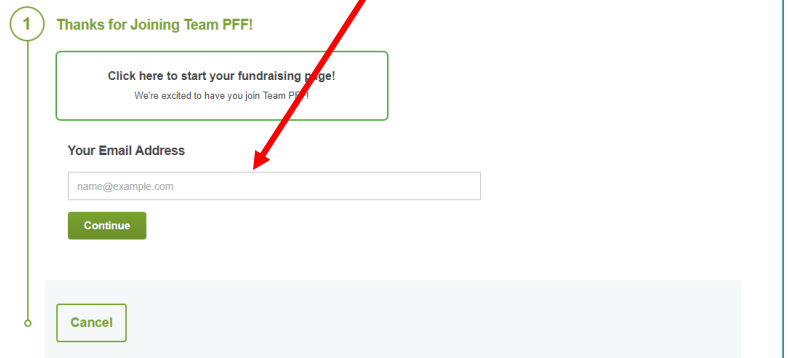 1
Thanks for Joining Team PFF!
Click here to start your fundraising page!
We're excited to have you join Team PFF!
Your Email Address
name@example.com
Continue
Cancel